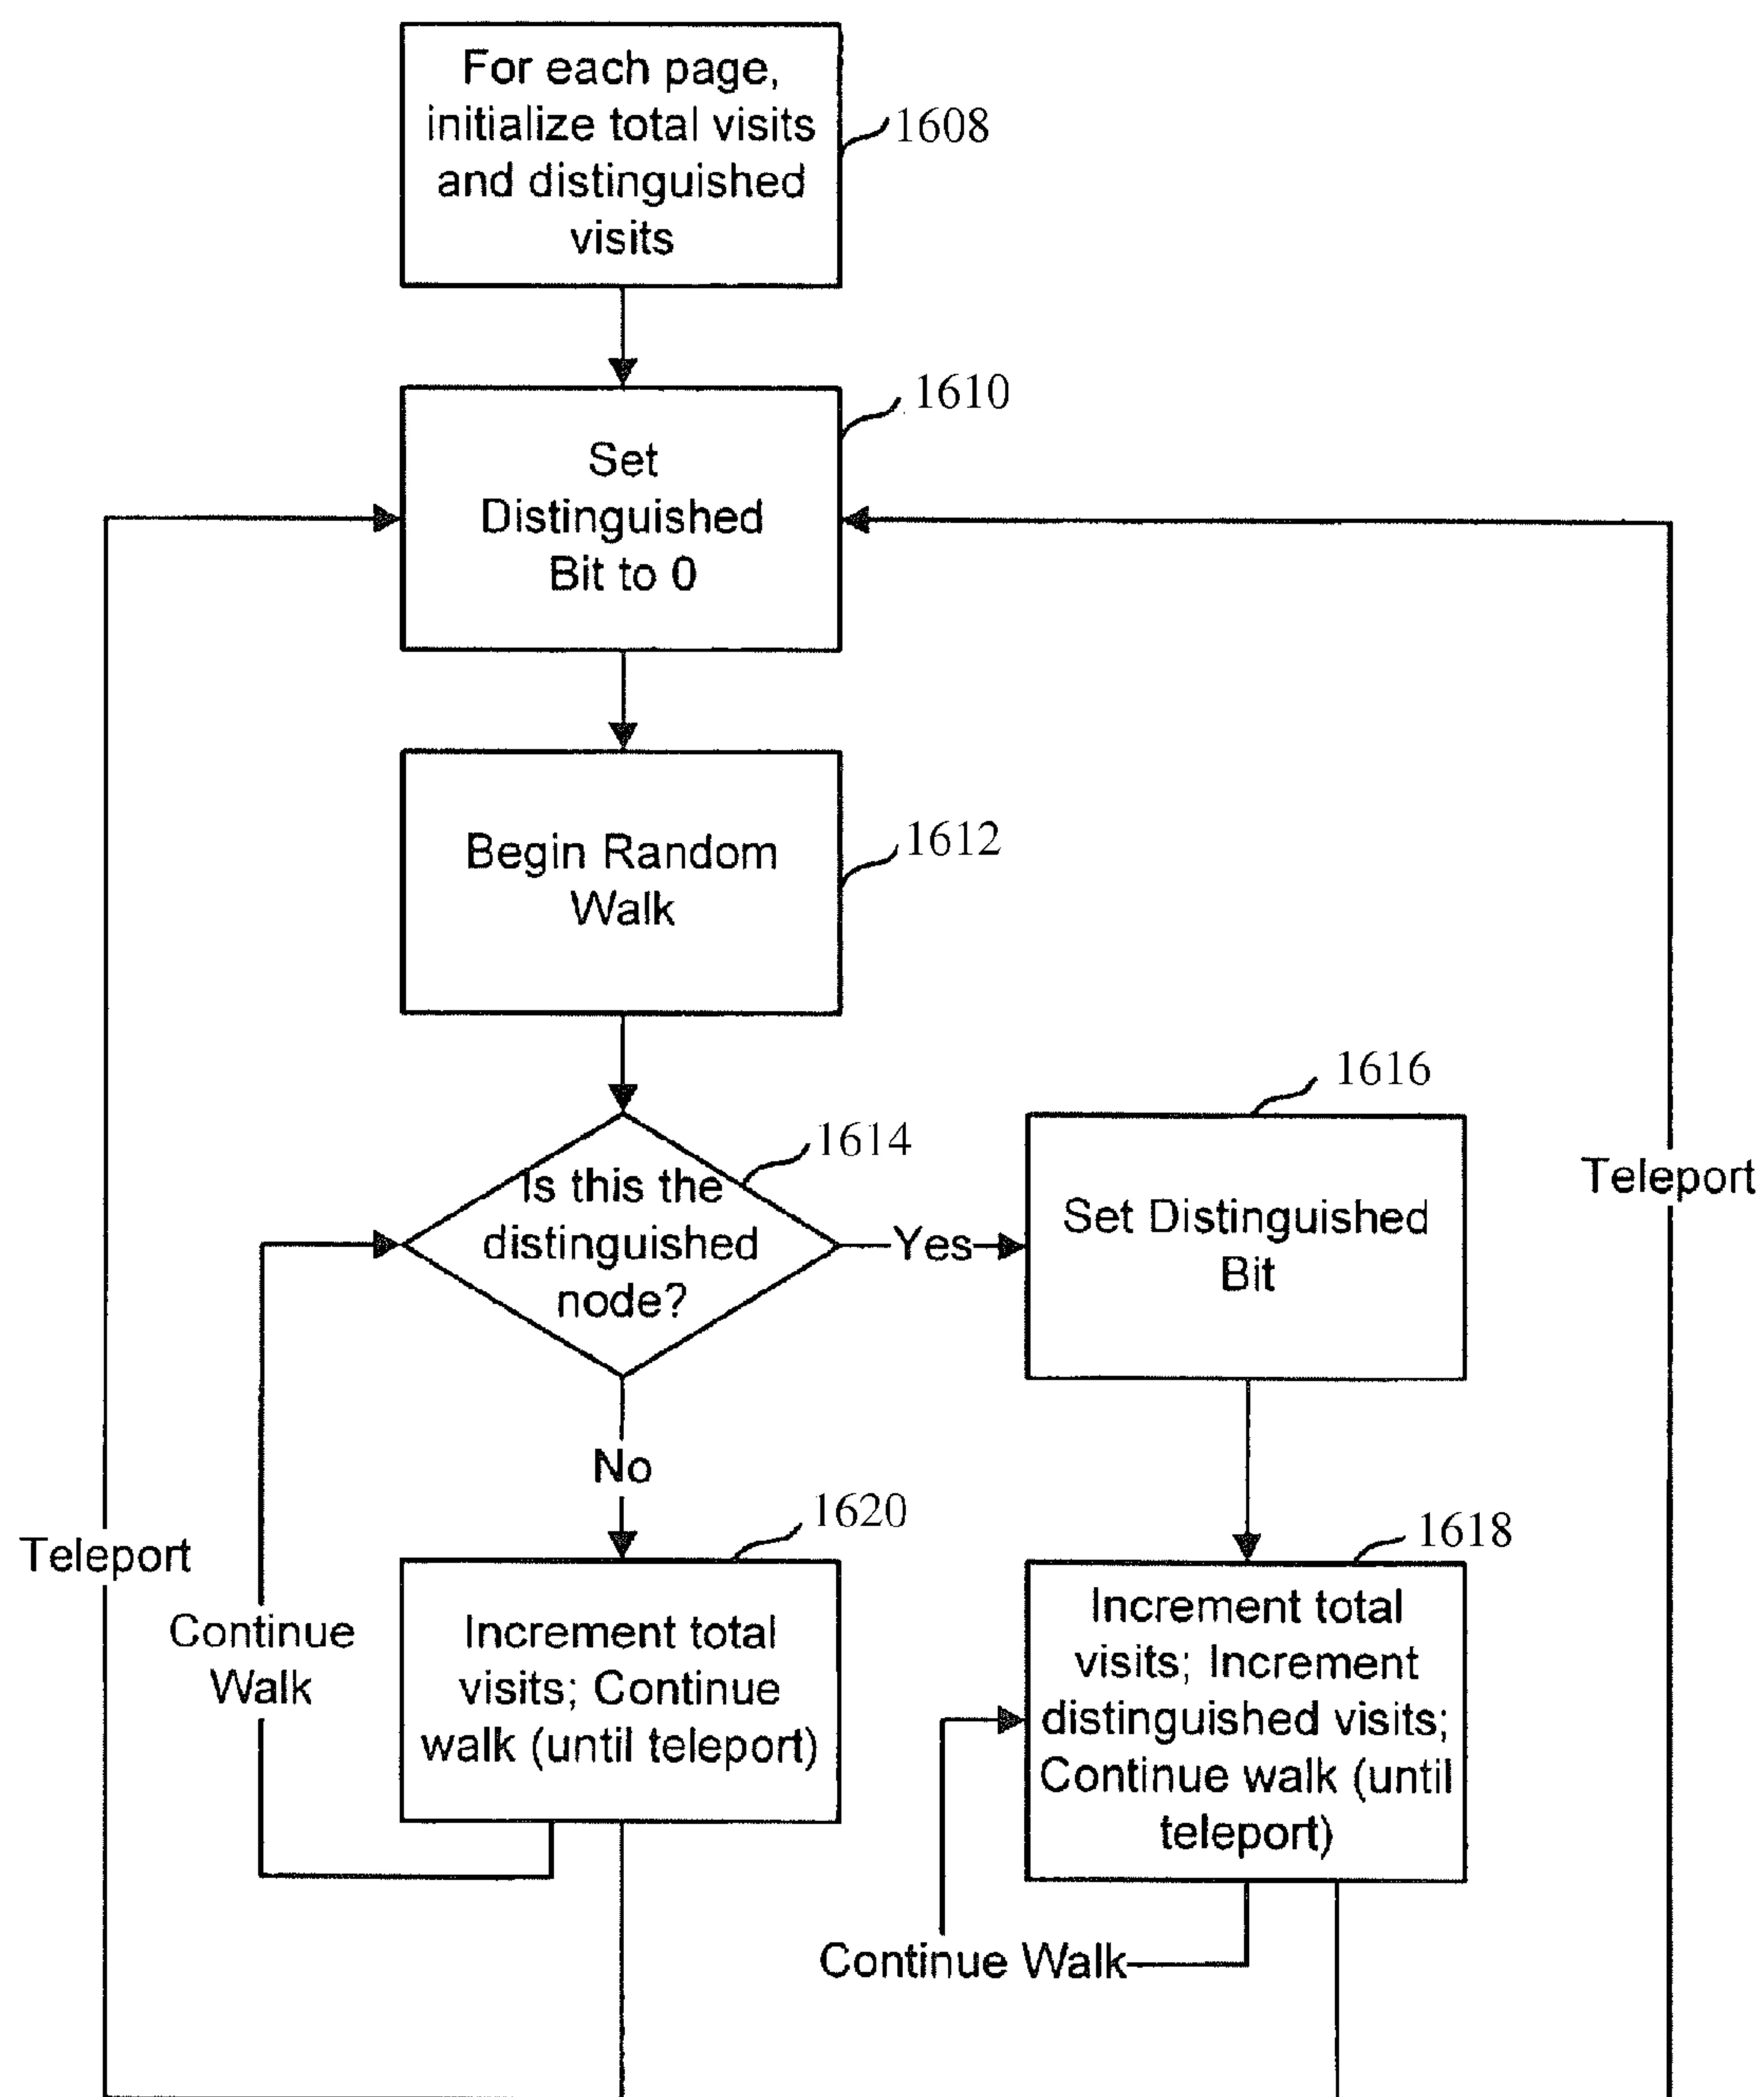 For each page,
initialize total visits
and distinguished
visits
1608
1610
Set
Distinguished
Bit to 0
Begin Random
Walk
1612
1616
1614
Is this the
distinguished
node?
Yes
Set Distinguished
Bit
Teleport
No
1620
1618
Teleport
Continue
Walk
Increment total
visits; Continue
walk (until teleport)
Increment total
visits; Increment
distinguished visits;
Continue walk (until
teleport)
Continue Walk